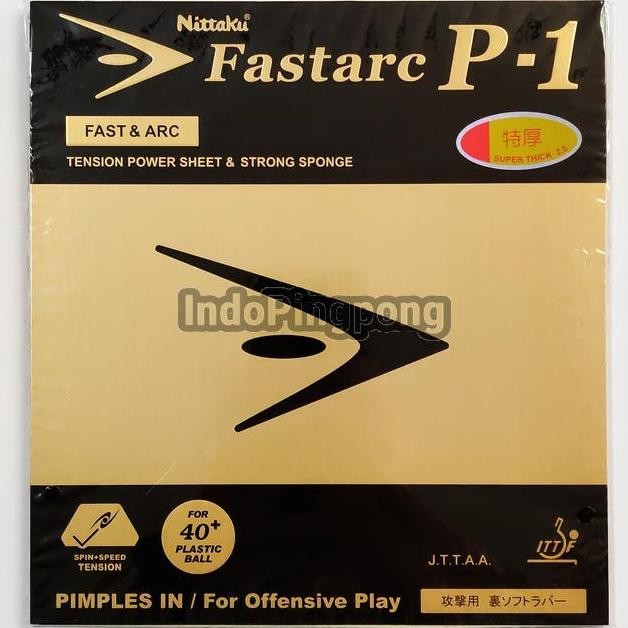 Nittaku
Fastarc P-1
FAST & ARC
特厚
SUPER THICK 2.0
TENSION POWER SHEET & STRONG SPONGE
IndoPingpong
SPIN+SPEED
TENSION
FOR
40+
PLASTIC
BALL
J.T.T.A.A.
ITTF
PIMPLES IN / For Offensive Play
攻撃用 裏ソフトラバー